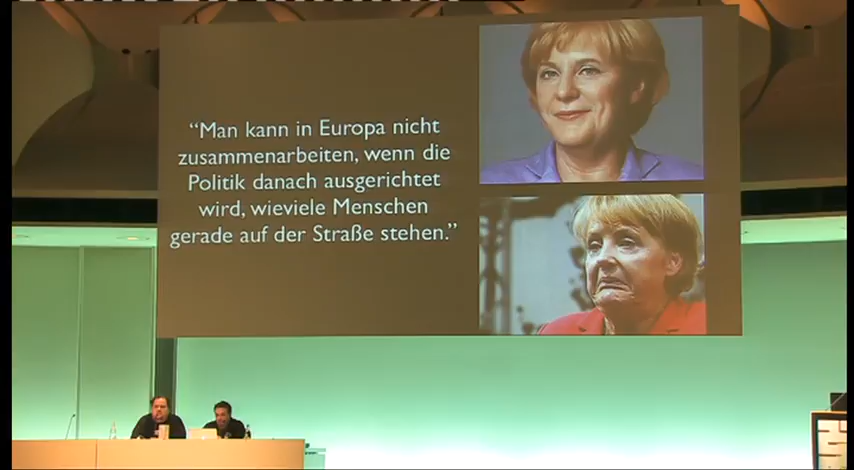 “Man kann in Europa nicht
zusammenarbeiten, wenn die
Politik danach ausgerichtet
wird, wieviele Menschen
gerade auf der Straße stehen.”